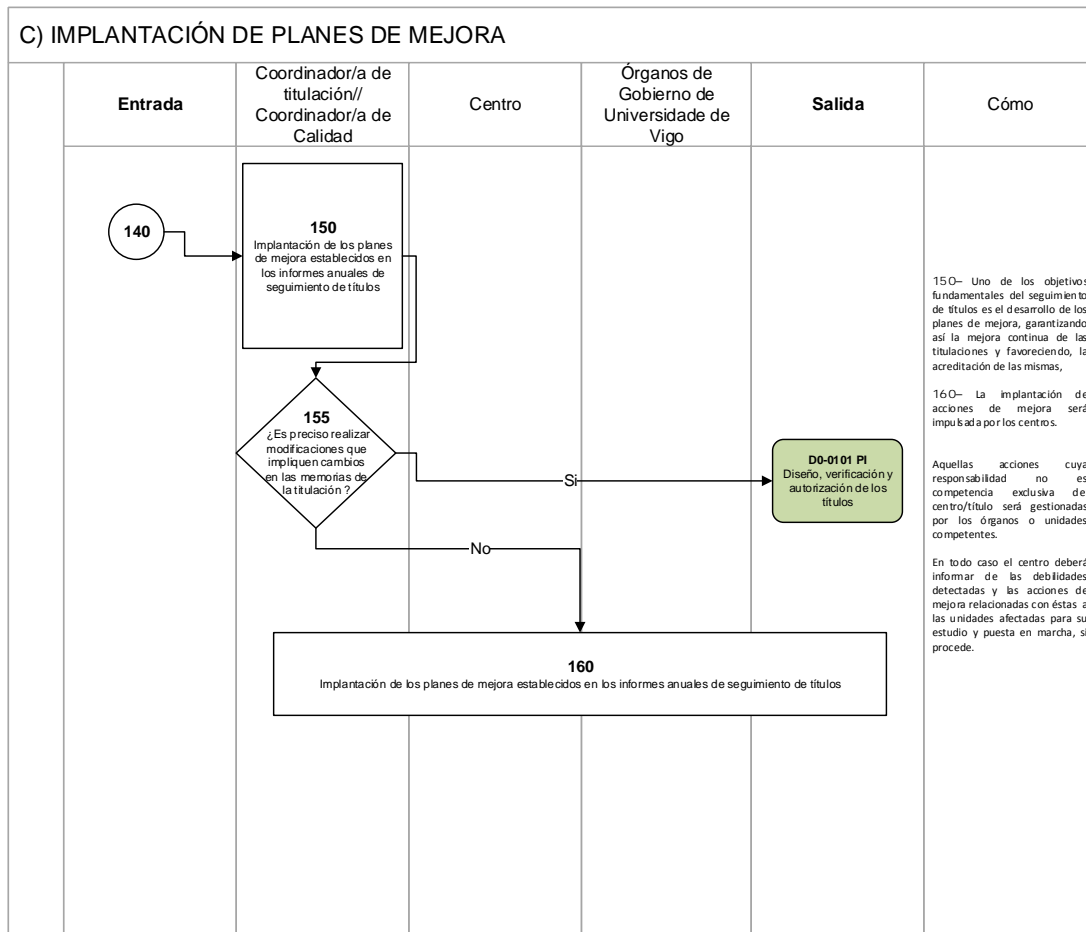 C) IMPLANTACIÓN DE PLANES DE MEJORA
Entrada
Coordinador/a de
titulación//
Coordinador/a de
Calidad
Centro
Órganos de
Gobierno de
Universidade de
Vigo
Salida
Cómo
140
150
Implantación de los planes
de mejora establecidos en
los informes anuales de
seguimiento de títulos
155
¿Es preciso realizar
modificaciones que
impliquen cambios
en las memorias de
la titulación ?
Si
No
D0-0101 PI
Diseño, verificación y
autorización de los
títulos
160
Implantación de los planes de mejora establecidos en los informes anuales de seguimiento de títulos
150– Uno de los objetivos
fundamentales del seguimiento
de títulos es el desarrollo de los
planes de mejora, garantizando
así la mejora continua de las
titulaciones y favoreciendo, la
acreditación de las mismas,
160– La implantación de
acciones de mejora será
impulsada por los centros.
Aquellas acciones cuya
responsabilidad no es
competencia exclusiva de
centro/título será gestionadas
por los órganos o unidades
competentes.
En todo caso el centro deberá
informar de las debilidades
detectadas y las acciones de
mejora relacionadas con éstas a
las unidades afectadas para su
estudio y puesta en marcha, si
procede.